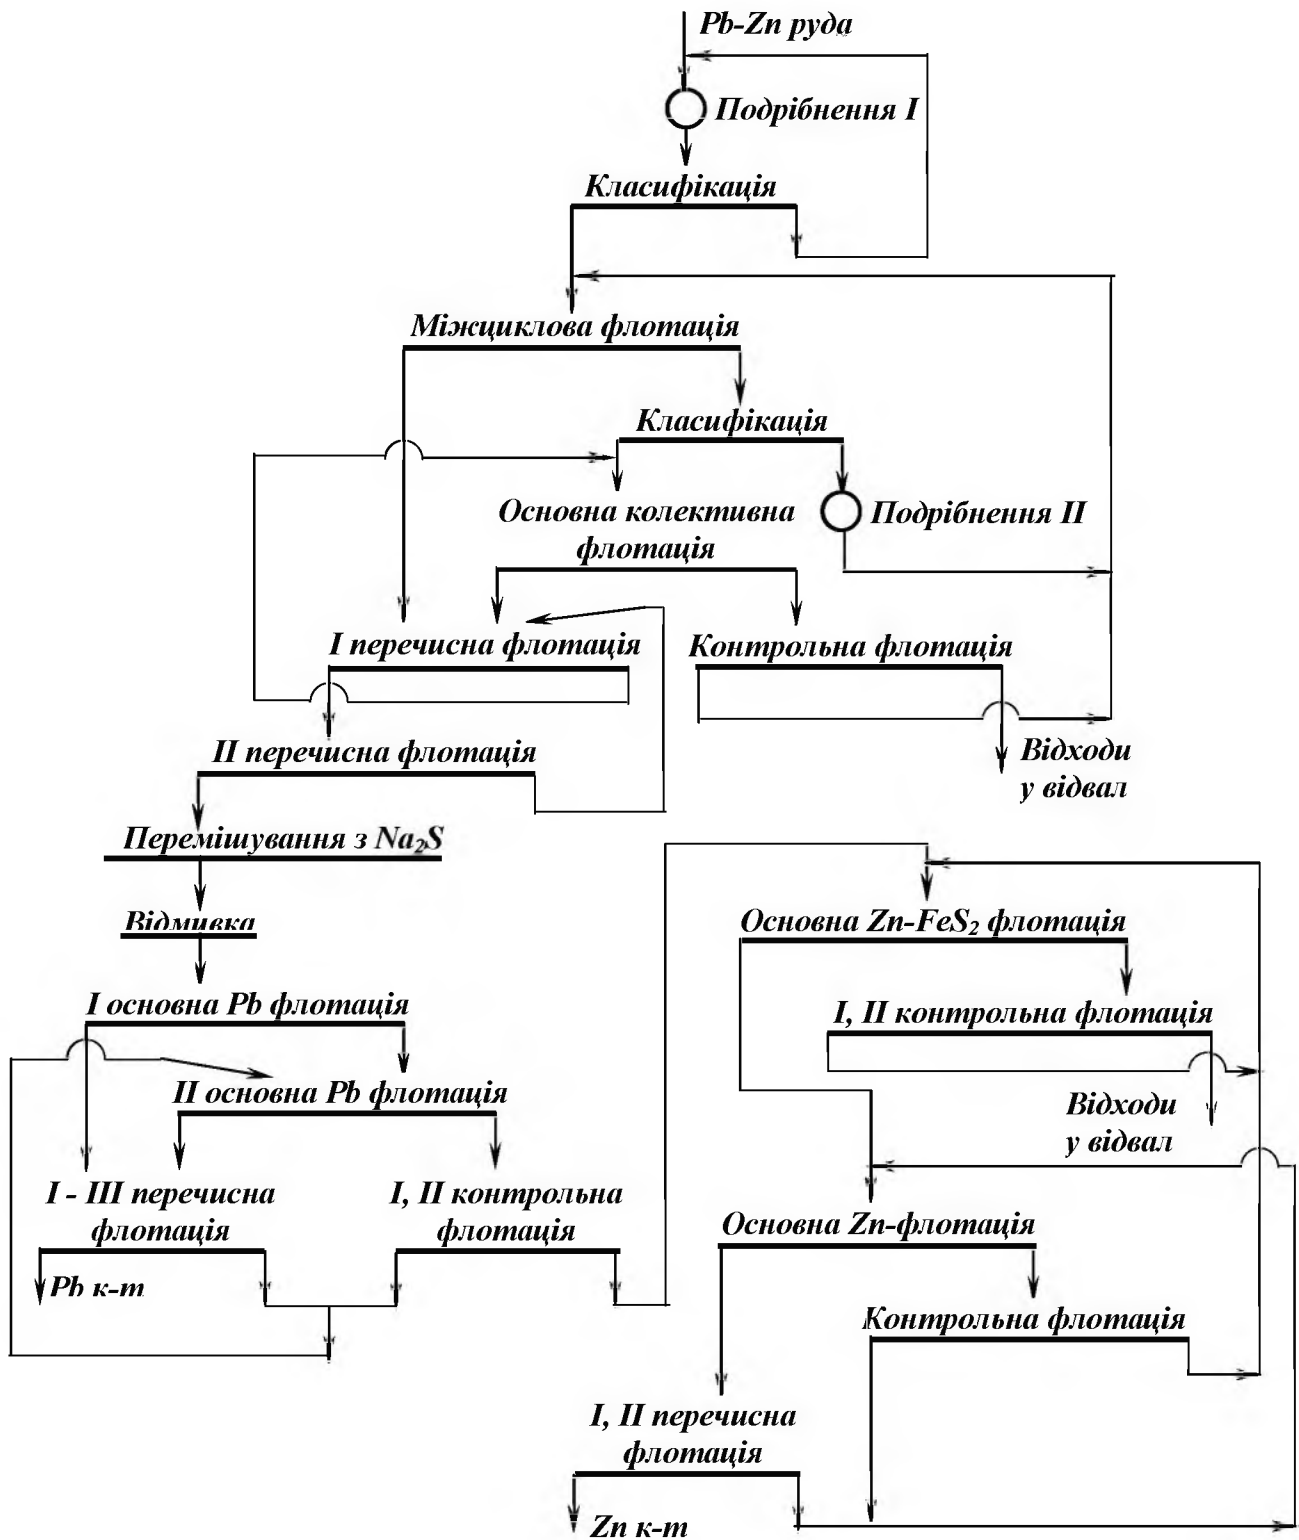 Pb-Zn руда
Подрібнення I
Класифікація
Міжциклова флотація
Класифікація
Основна колективна
флотація
Подрібнення II
I перечисна флотація
Контрольна флотація
II перечисна флотація
Відходи
у відвал
Перемішування з Na₂S
Відмивка
Основна Zn-FeS₂ флотація
I основна Pb флотація
I, II контрольна флотація
II основна Pb флотація
Відходи
у відвал
I - III перечисна
флотація
I, II контрольна
флотація
Основна Zn-флотація
Pb к-т
Контрольна флотація
I, II перечисна
флотація
Zn к-т